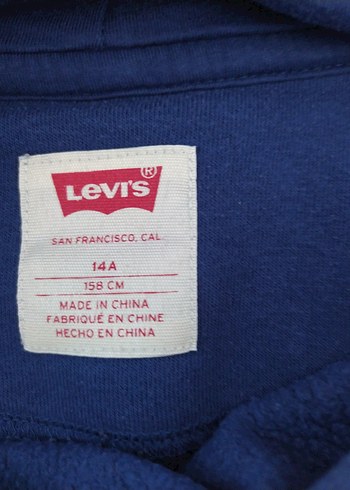 LEVI'S ®
SAN FRANCISCO, CAL
14A
158 CM
MADE IN CHINA
FABRIQUÉ EN CHINE
HECHO EN CHINA